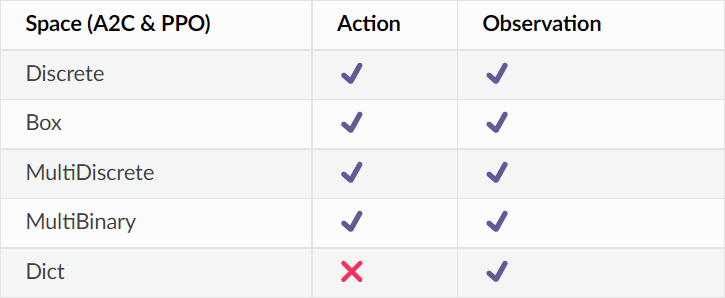 Space (A2C & PPO) Action Observation
Discrete ✔ ✔
Box ✔ ✔
MultiDiscrete ✔ ✔
MultiBinary ✔ ✔
Dict ❌ ✔